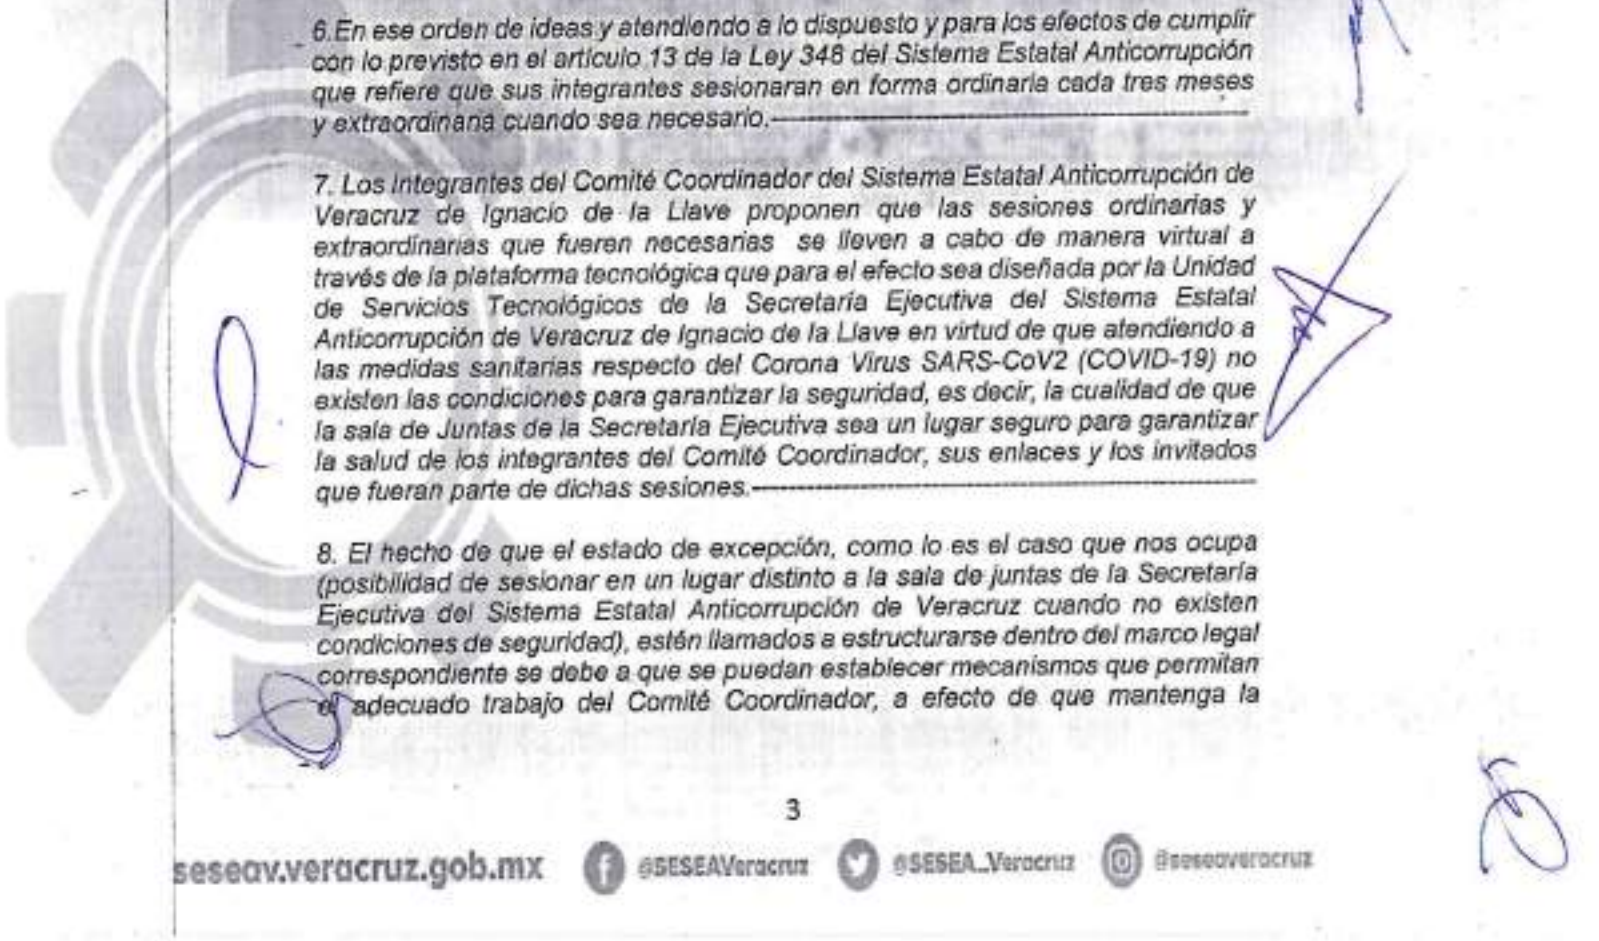 6.En ese orden de ideas y atendiendo a lo dispuesto y para los efectos de cumplir
con lo previsto en el artículo 13 de la Ley 348 del Sistema Estatal Anticorrupción
que refiere que sus integrantes sesionaran en forma ordinaria cada tres meses
y extraordinaria cuando sea necesario.
7. Los Integrantes del Comité Coordinador del Sistema Estatal Anticorrupción de
Veracruz de Ignacio de la Llave proponen que las sesiones ordinarias y
extraordinarias que fueren necesarias se lleven a cabo de manera virtual a
través de la plataforma tecnológica que para el efecto sea diseñada por la Unidad
de Servicios Tecnológicos de la Secretaría Ejecutiva del Sistema Estatal
Anticorrupción de Veracruz de Ignacio de la Llave en virtud de que atendiendo a
las medidas sanitarias respecto del Corona Virus SARS-CoV2 (COVID-19) no
existen las condiciones para garantizar la seguridad, es decir, la cualidad de que
la sala de Juntas de la Secretaría Ejecutiva sea un lugar seguro para garantizar
la salud de los integrantes del Comité Coordinador, sus enlaces y los invitados
que fueran parte de dichas sesiones.
8. El hecho de que el estado de excepción, como lo es el caso que nos ocupa
(posibilidad de sesionar en un lugar distinto a la sala de juntas de la Secretaría
Ejecutiva del Sistema Estatal Anticorrupción de Veracruz cuando no existen
condiciones de seguridad), estén llamados a estructurarse dentro del marco legal
correspondiente se debe a que se puedan establecer mecanismos que permitan
el adecuado trabajo del Comité Coordinador, a efecto de que mantenga la
3
seseav.veracruz.gob.mx @SESEAVeracruz @SESEA_Veracruz @seseaveracruz